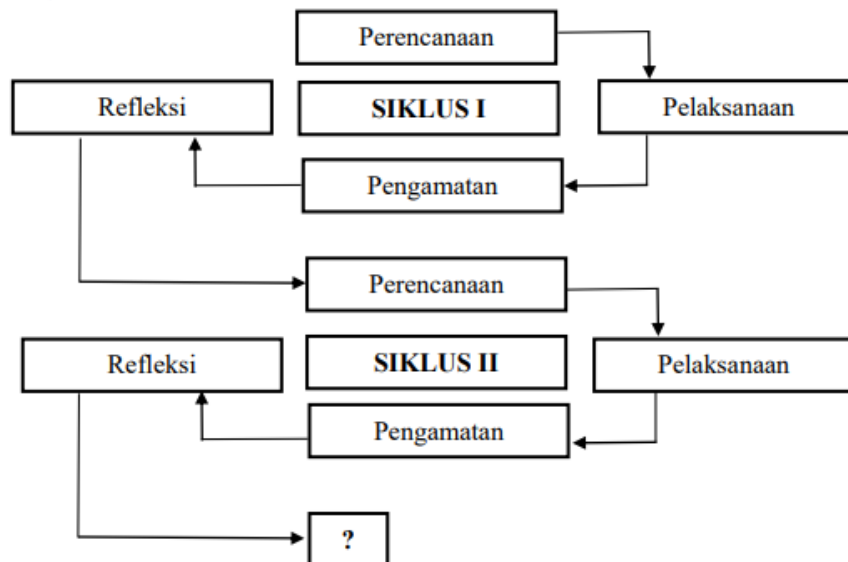 Perencanaan
Refleksi
SIKLUS I
Pelaksanaan
Pengamatan
Perencanaan
Refleksi
SIKLUS II
Pelaksanaan
Pengamatan
?